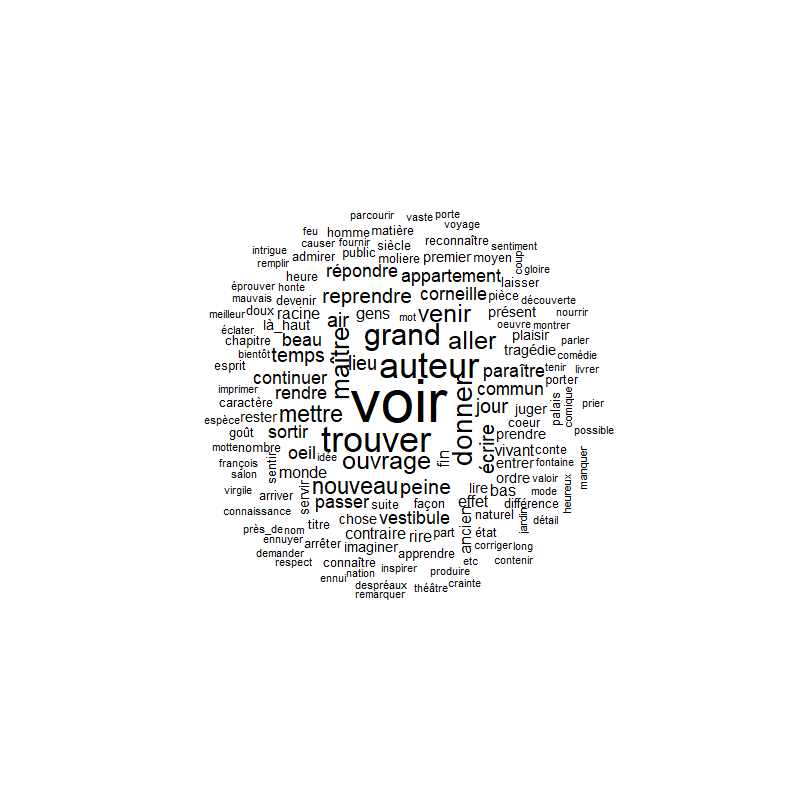 parcourir vaste porte
voyage
feu homme matière
causer fournir siècle reconnaître sentiment
intrigue admirer public moliere premier moyen coup gloire
remplir heure répondre appartement laisser
éprouver honte reprendre corneille pièce découverte
mauvais devenir
meilleur doux racine air gens mot venir présent nourrir
là_haut oeuvre montrer
éclater chapitre beau maître grand aller plaisir parler
bientôt temps lieu auteur paraître tragédie comédie
esprit continuer tenir livrer
imprimer rendre voir donner commun porter
caractère mettre jour juger palais comique prier
espèce rester coeur
goût sortir trouver écrire prendre possible
motte nombre oeil idée ouvrage fin vivant conte
françois sentir monde entrer fontaine
salon servir nouveau peine lire bas ordre valoir manquer
virgile arriver passer suite façon effet différence mode heureux
connaissance chose vestibule ancien naturel jardin détail
près_de nom titre contraire rire part état
ennuyer arrêter imaginer apprendre corriger long
demander connaître inspirer etc contenir
respect ennui nation produire
despréaux théâtre crainte
remarquer